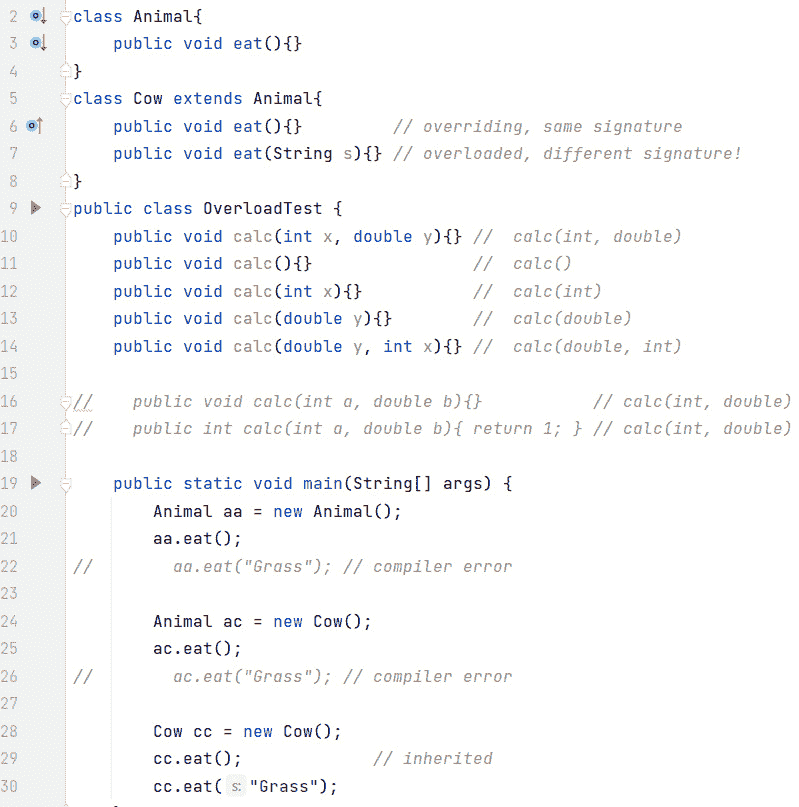 2 class Animal{
3     public void eat(){}
4 }
5 class Cow extends Animal{
6     public void eat(){}         // overriding, same signature
7     public void eat(String s){} // overloaded, different signature!
8 }
9 public class OverloadTest {
10     public void calc(int x, double y){} //  calc(int, double)
11     public void calc(){}                //  calc()
12     public void calc(int x){}           //  calc(int)
13     public void calc(double y){}        //  calc(double)
14     public void calc(double y, int x){} //  calc(double, int)
15
16 //    public void calc(int a, double b){}           // calc(int, double)
17 //    public int calc(int a, double b){ return 1; } // calc(int, double)
18
19     public static void main(String[] args) {
20         Animal aa = new Animal();
21         aa.eat();
22 //        aa.eat("Grass"); // compiler error
23
24         Animal ac = new Cow();
25         ac.eat();
26 //        ac.eat("Grass"); // compiler error
27
28         Cow cc = new Cow();
29         cc.eat();             // inherited
30         cc.eat( s: "Grass");